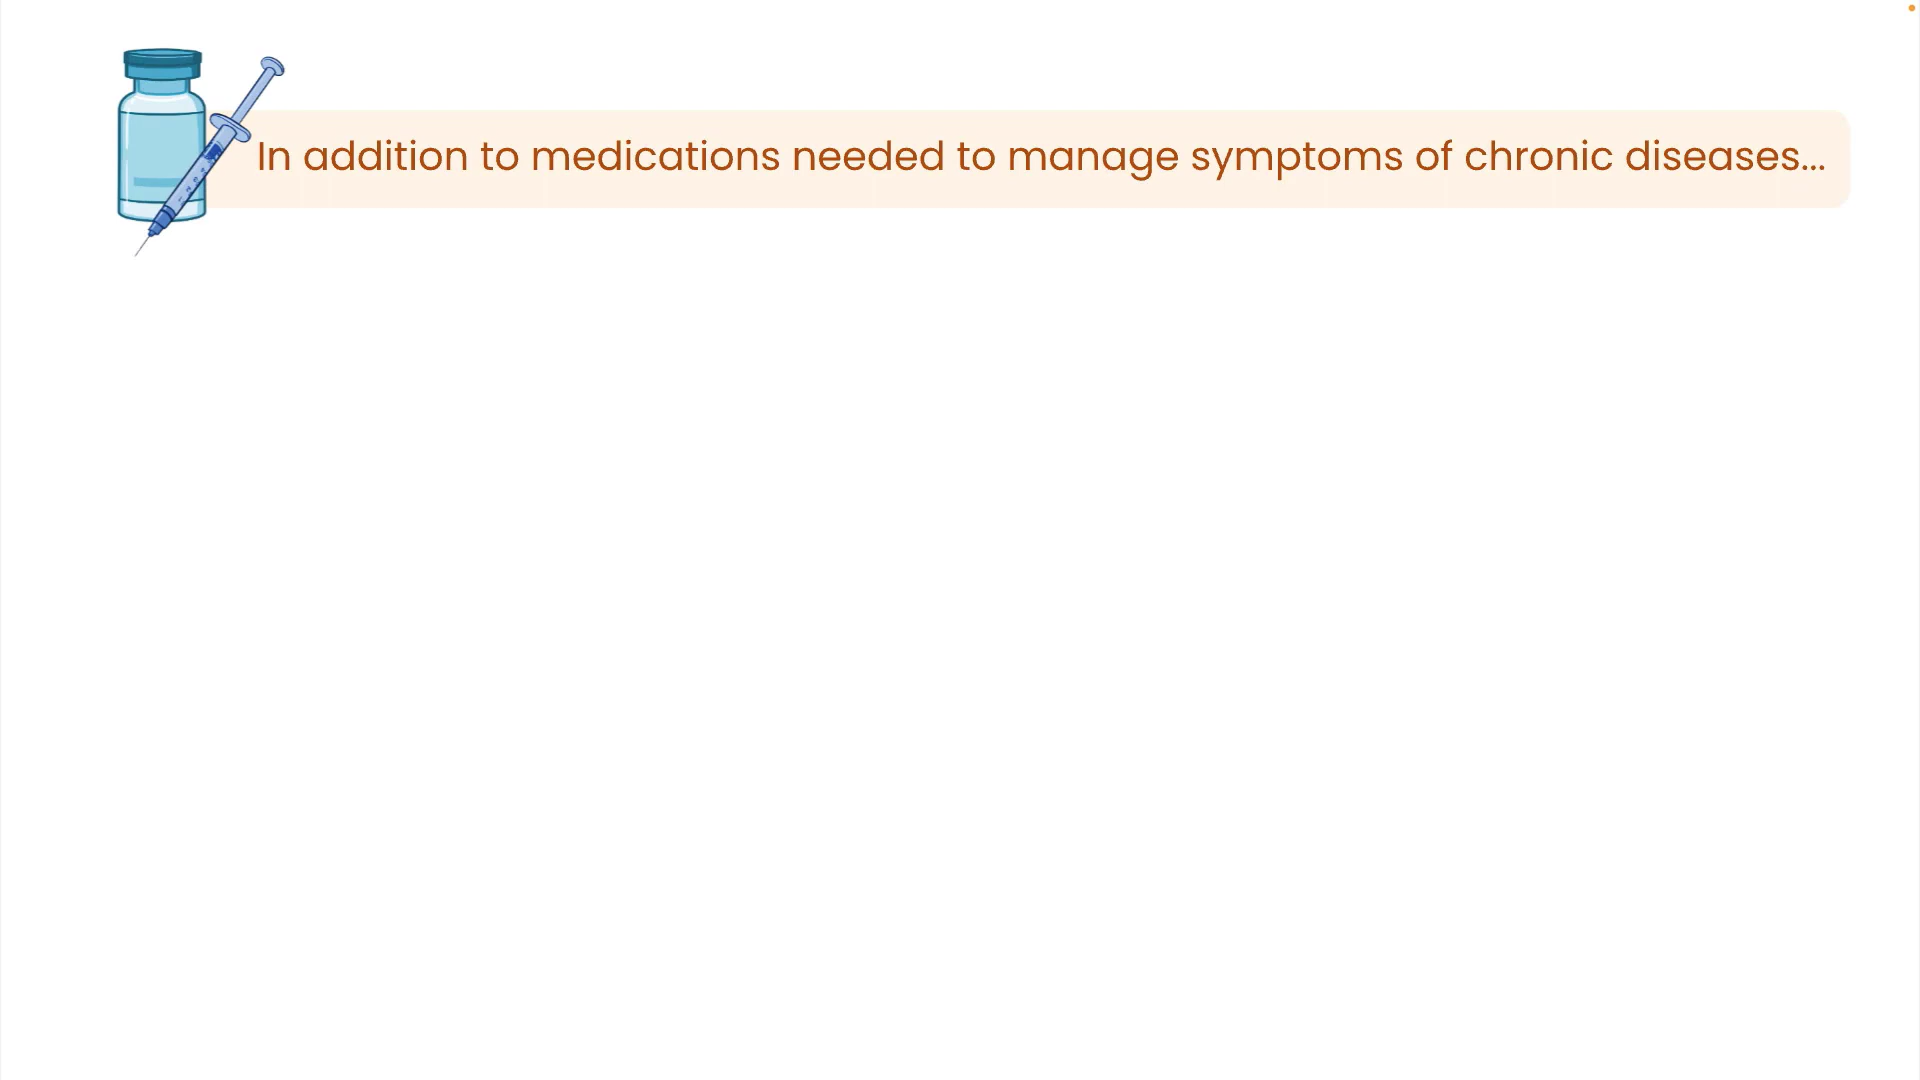 In addition to medications needed to manage symptoms of chronic diseases...